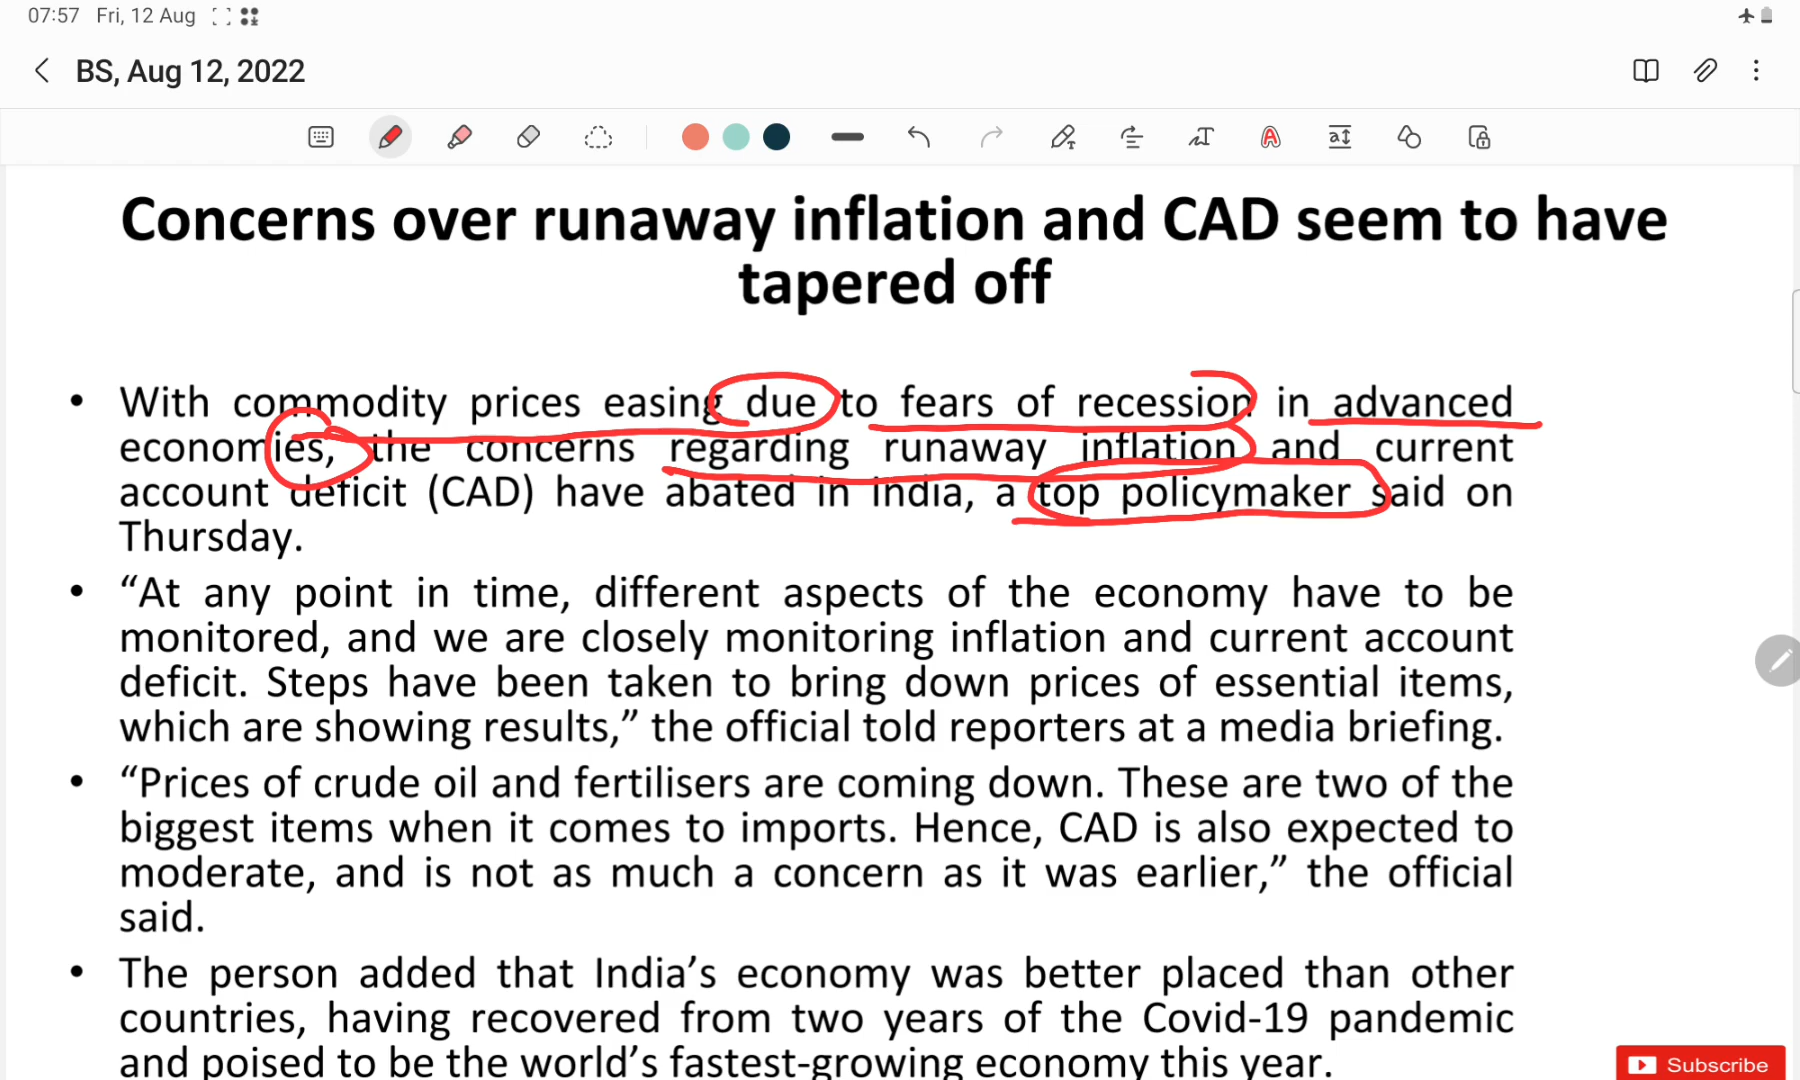 07:57 Fri, 12 Aug
BS, Aug 12, 2022
Concerns over runaway inflation and CAD seem to have
tapered off
• With commodity prices easing due to fears of recession in advanced
economies, the concerns regarding runaway inflation and current
account deficit (CAD) have abated in India, a top policymaker said on
Thursday.
• “At any point in time, different aspects of the economy have to be
monitored, and we are closely monitoring inflation and current account
deficit. Steps have been taken to bring down prices of essential items,
which are showing results,” the official told reporters at a media briefing.
• “Prices of crude oil and fertilisers are coming down. These are two of the
biggest items when it comes to imports. Hence, CAD is also expected to
moderate, and is not as much a concern as it was earlier,” the official
said.
• The person added that India’s economy was better placed than other
countries, having recovered from two years of the Covid-19 pandemic
and poised to be the world’s fastest-growing economy this year.
Subscribe